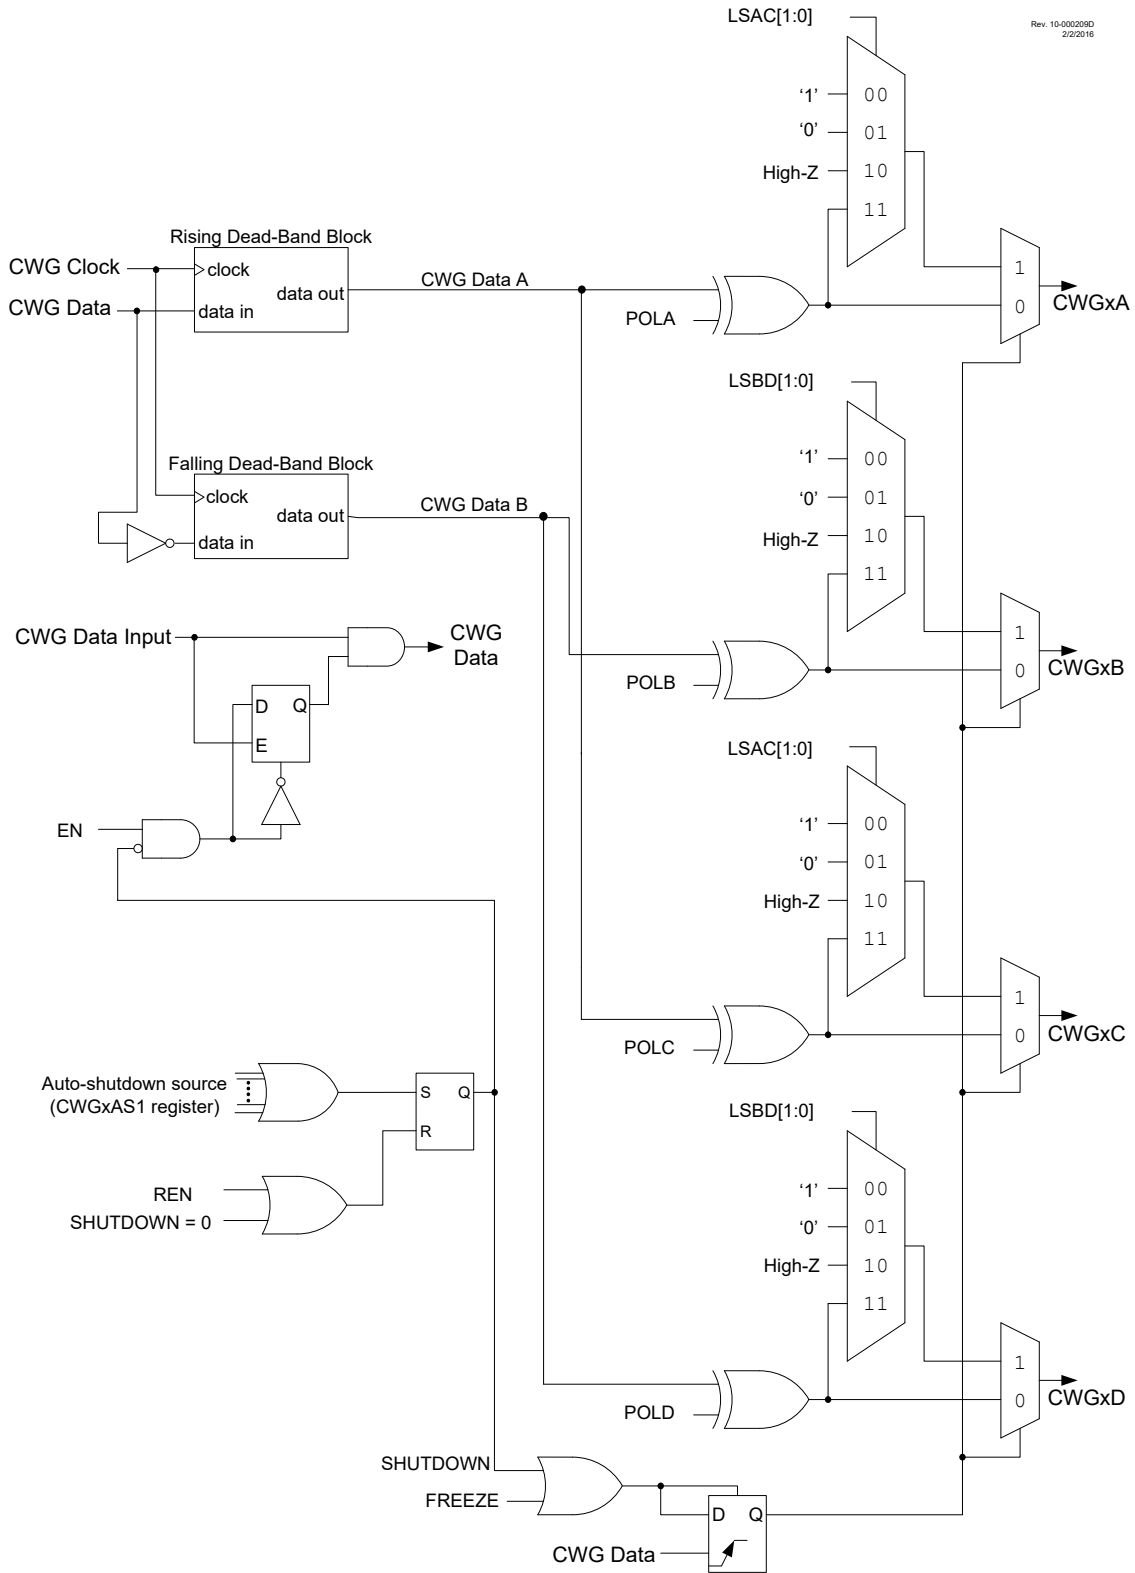 Rev. 10-000209D
2/2/2016
LSAC[1:0]
‘1’
00
‘0’
01
High-Z
10
11
1
0
CWGxA
Rising Dead-Band Block
CWG Clock
clock
CWG Data
data in
data out
CWG Data A
POLA
LSBD[1:0]
‘1’
00
‘0’
01
High-Z
10
11
1
0
CWGxB
Falling Dead-Band Block
clock
data out
data in
CWG Data B
POLB
CWG Data Input
CWG
Data
D
Q
E
EN
LSAC[1:0]
‘1’
00
‘0’
01
High-Z
10
11
1
0
CWGxC
POLC
Auto-shutdown source
(CWGxAS1 register)
S
Q
R
REN
SHUTDOWN = 0
LSBD[1:0]
‘1’
00
‘0’
01
High-Z
10
11
1
0
CWGxD
POLD
SHUTDOWN
FREEZE
D
Q
CWG Data